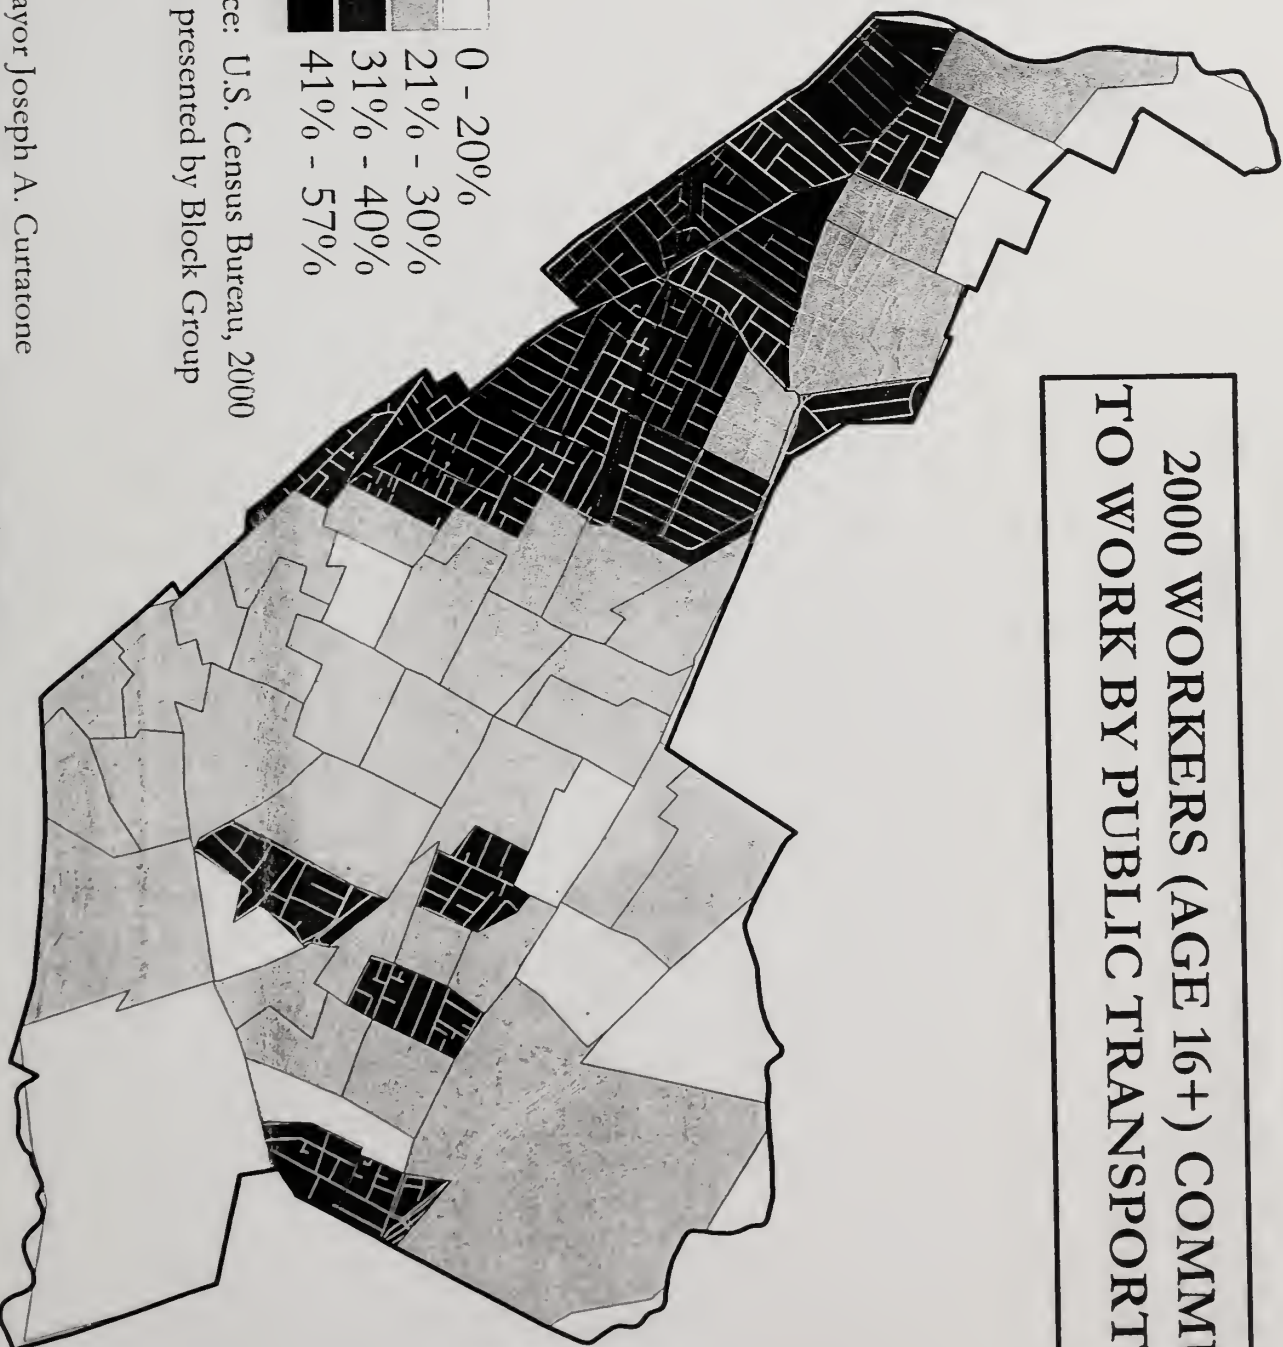 2000 WORKERS (AGE 16+) COMM
TO WORK BY PUBLIC TRANSPORT
0 - 20%
21% - 30%
31% - 40%
41% - 57%
ce: U.S. Census Bureau, 2000
presented by Block Group
ayor Joseph A. Curtatone